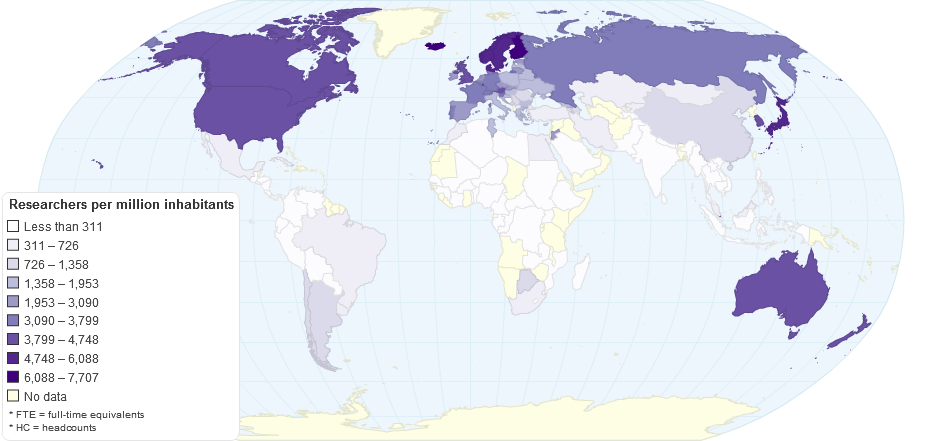 Researchers per million inhabitants
Less than 311
311 – 726
726 – 1,358
1,358 – 1,953
1,953 – 3,090
3,090 – 3,799
3,799 – 4,748
4,748 – 6,088
6,088 – 7,707
No data
* FTE = full-time equivalents
* HC = headcounts